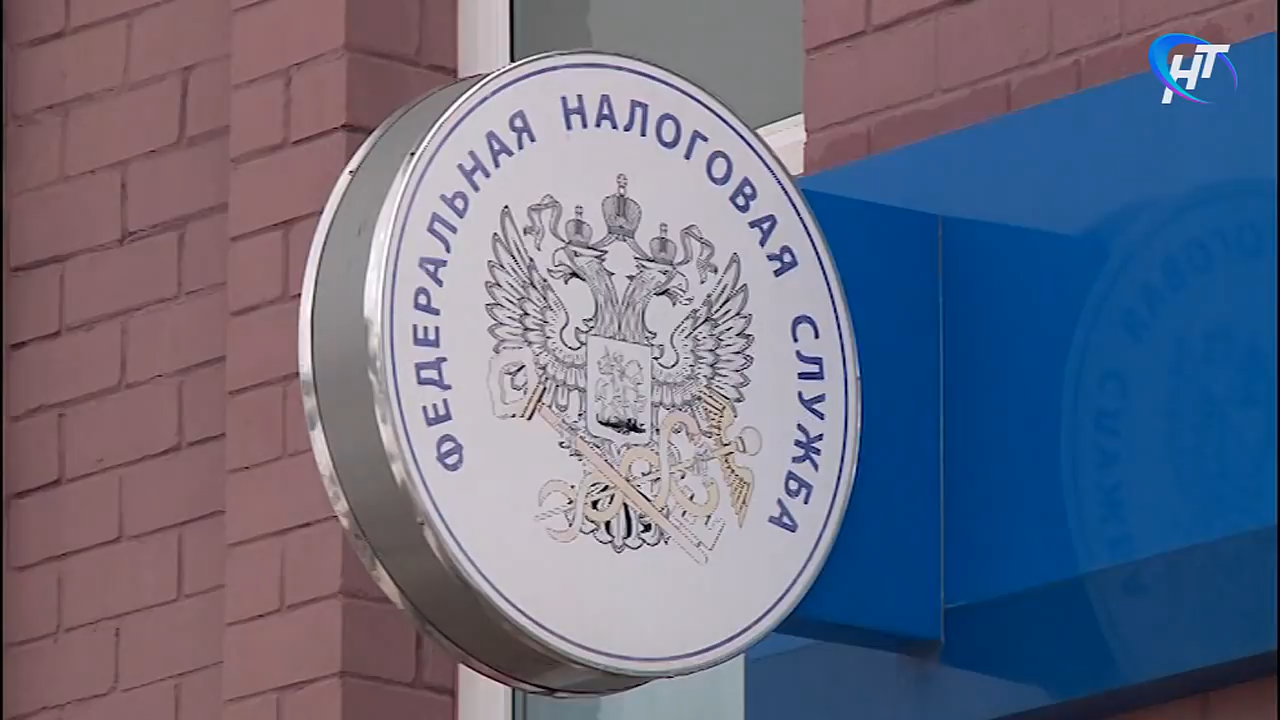 ФЕДЕРАЛЬНАЯ НАЛОГОВАЯ СЛУЖБА
НТ